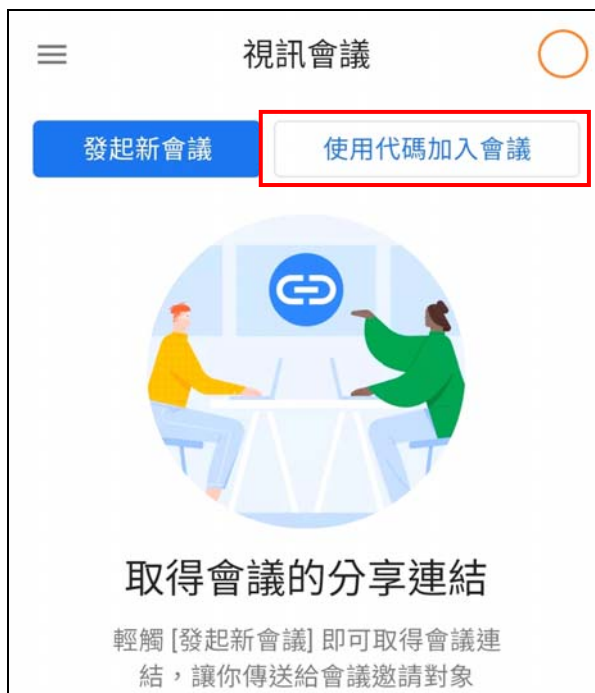 視訊會議
發起新會議
使用代碼加入會議
取得會議的分享連結
輕觸 [發起新會議] 即可取得會議連
結，讓你傳送給會議邀請對象